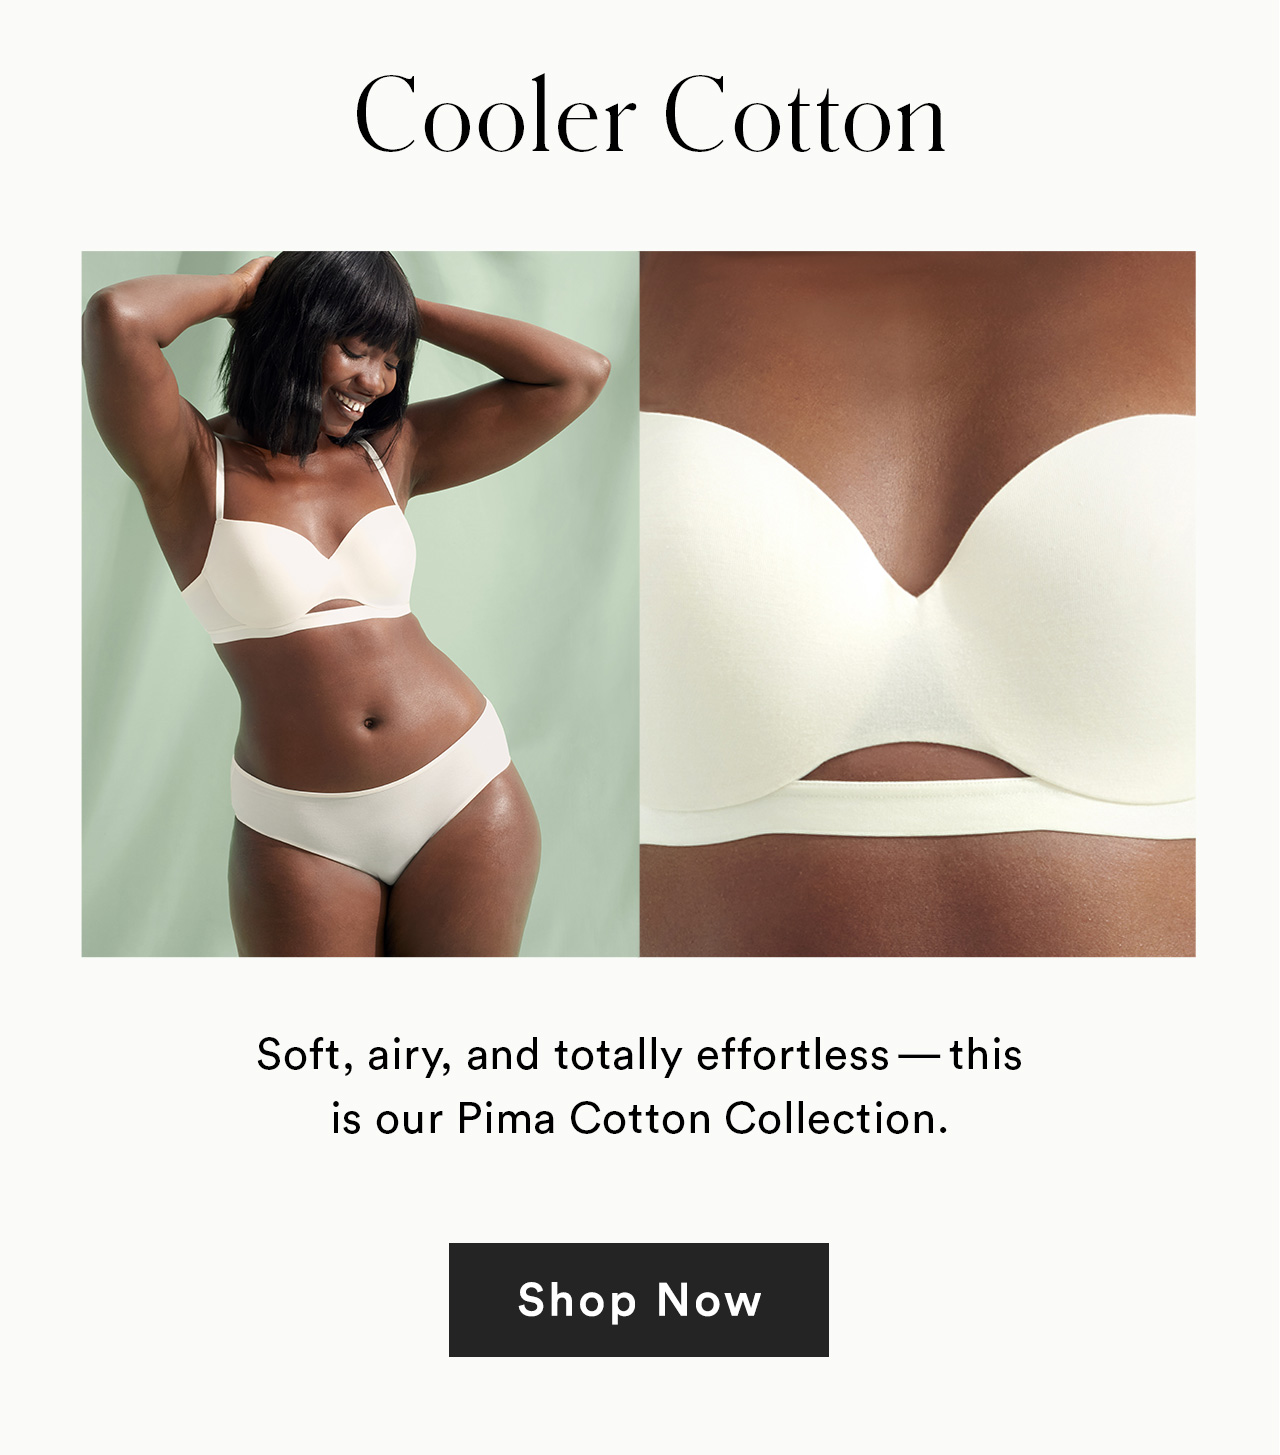 Cooler Cotton
Soft, airy, and totally effortless — this
is our Pima Cotton Collection.
Shop Now